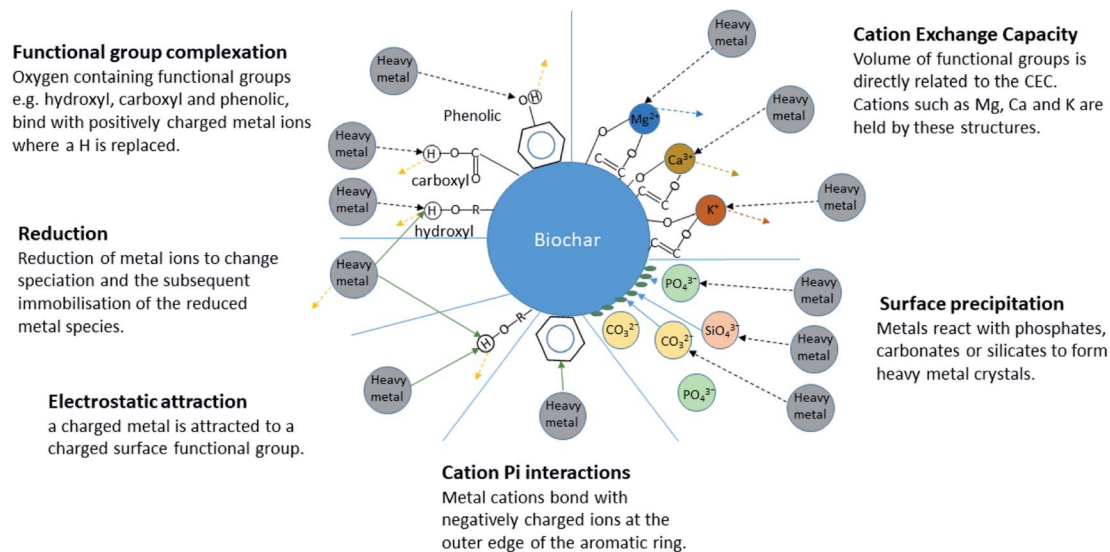 Functional group complexation
Oxygen containing functional groups
e.g. hydroxyl, carboxyl and phenolic,
bind with positively charged metal ions
where a H is replaced.
Reduction
Reduction of metal ions to change
speciation and the subsequent
immobilisation of the reduced
metal species.
Electrostatic attraction
a charged metal is attracted to a
charged surface functional group.
Cation Pi interactions
Metal cations bond with
negatively charged ions at the
outer edge of the aromatic ring.
Cation Exchange Capacity
Volume of functional groups is
directly related to the CEC.
Cations such as Mg, Ca and K are
held by these structures.
Surface precipitation
Metals react with phosphates,
carbonates or silicates to form
heavy metal crystals.
Biochar
Heavy
metal
Heavy
metal
Heavy
metal
Heavy
metal
Heavy
metal
Heavy
metal
Heavy
metal
Heavy
metal
Heavy
metal
Heavy
metal
Heavy
metal
Heavy
metal
OH
Phenolic
H O C
O
carboxyl
H O R
hydroxyl
H O R
O Mg²⁺
C C O
O Ca³⁺
C C O
O K⁺
C C O
PO₄³⁻
CO₃²⁻
CO₃²⁻
SiO₄³⁻
PO₄³⁻